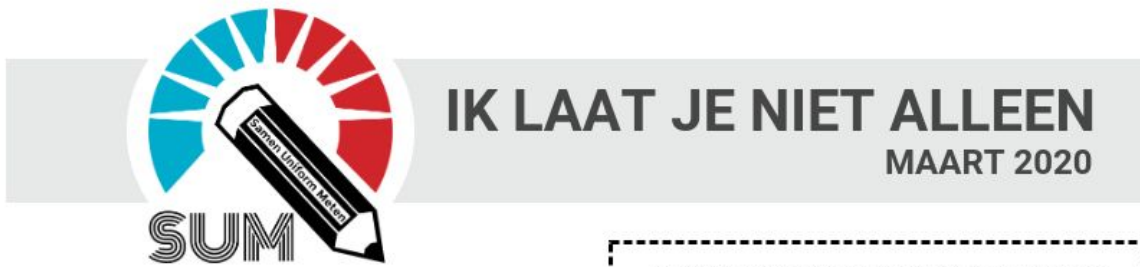 IK LAAT JE NIET ALLEEN
MAART 2020
Samen Uniform Meten
SUM